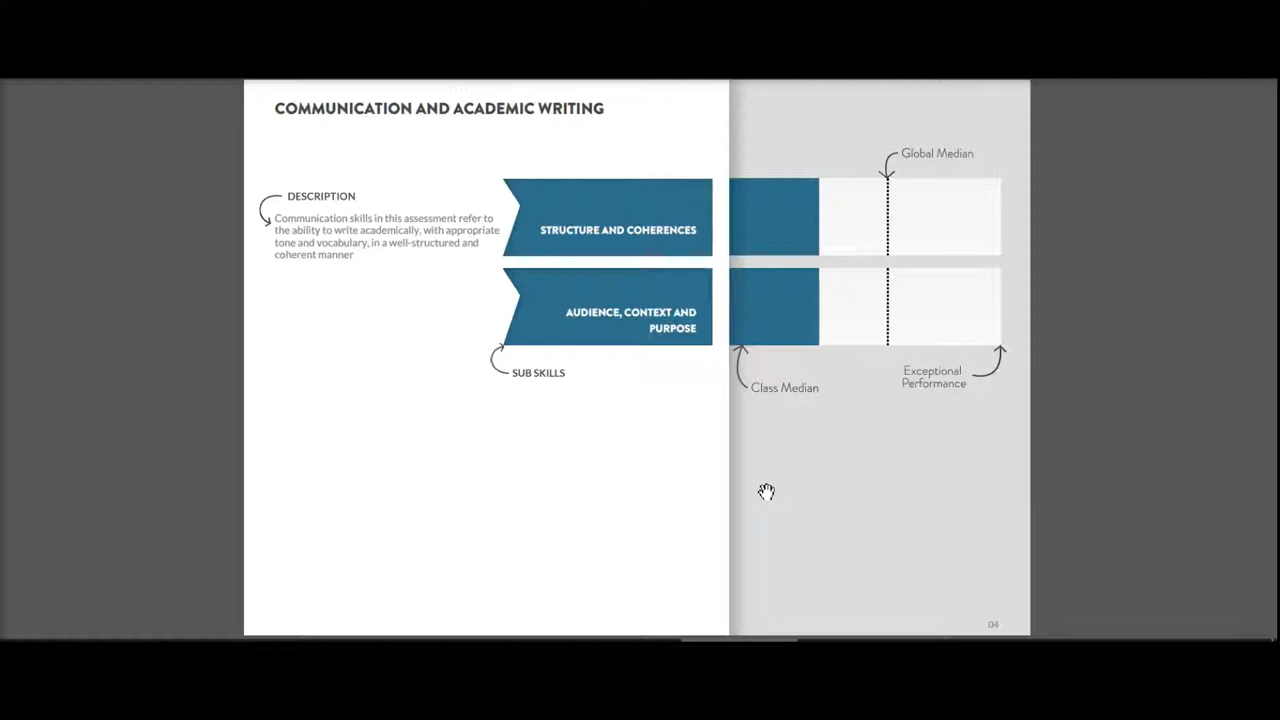 COMMUNICATION AND ACADEMIC WRITING
Global Median
DESCRIPTION
Communication skills in this assessment refer to
the ability to write academically, with appropriate
tone and vocabulary, in a well-structured and
coherent manner
STRUCTURE AND COHERENCES
AUDIENCE, CONTEXT AND
PURPOSE
SUB SKILLS
Class Median
Exceptional
Performance
04